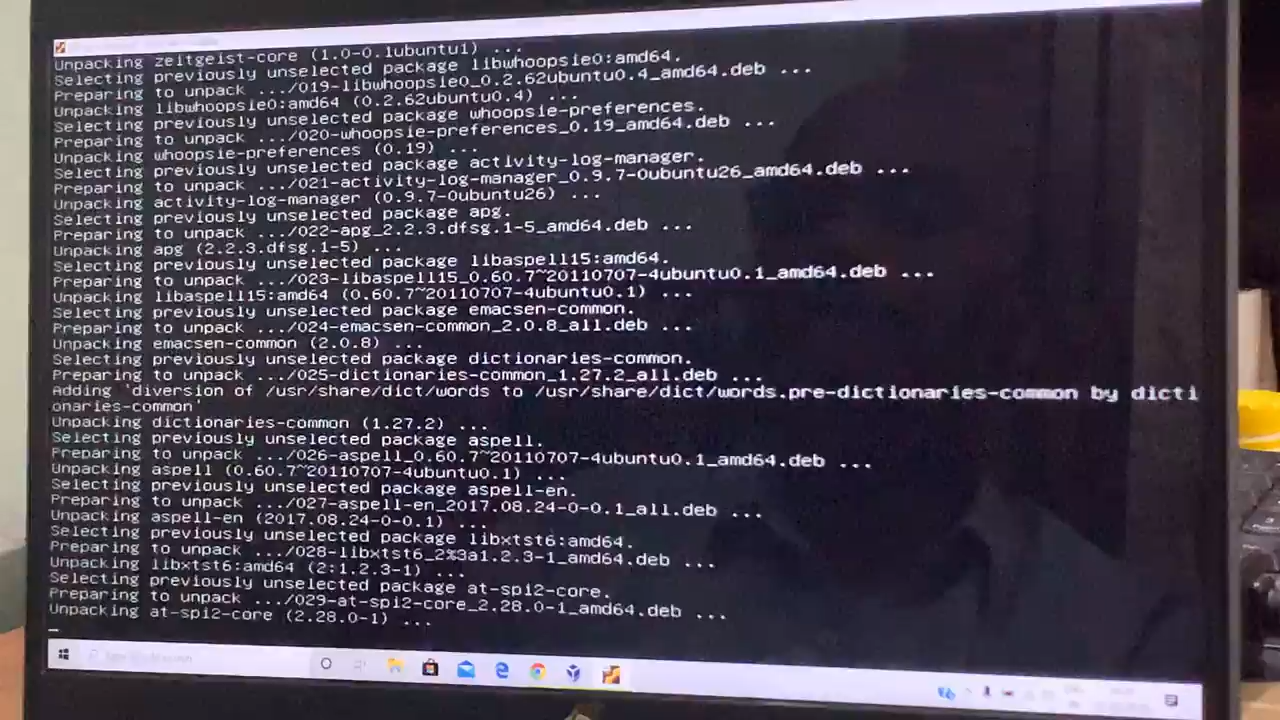 Unpacking zeitgeist-core (1.0-0.1ubuntu1) ...
Selecting previously unselected package libwhoopsie0:amd64.
Preparing to unpack .../019-libwhoopsie0_0.2.62ubuntu0.4_amd64.deb ...
Unpacking libwhoopsie0:amd64 (0.2.62ubuntu0.4) ...
Selecting previously unselected package whoopsie-preferences.
Preparing to unpack .../020-whoopsie-preferences_0.19_amd64.deb ...
Unpacking whoopsie-preferences (0.19) ...
Selecting previously unselected package activity-log-manager.
Preparing to unpack .../021-activity-log-manager_0.9.7-0ubuntu26_amd64.deb ...
Unpacking activity-log-manager (0.9.7-0ubuntu26) ...
Selecting previously unselected package apg.
Preparing to unpack .../022-apg_2.2.3.dfsg.1-5_amd64.deb ...
Unpacking apg (2.2.3.dfsg.1-5) ...
Selecting previously unselected package libaspell15:amd64.
Preparing to unpack .../023-libaspell15_0.60.7~20110707-4ubuntu0.1_amd64.deb ...
Unpacking libaspell15:amd64 (0.60.7~20110707-4ubuntu0.1) ...
Selecting previously unselected package emacsen-common.
Preparing to unpack .../024-emacsen-common_2.0.8_all.deb ...
Unpacking emacsen-common (2.0.8) ...
Selecting previously unselected package dictionaries-common.
Preparing to unpack .../025-dictionaries-common_1.27.2_all.deb ...
Adding 'diversion of /usr/share/dict/words to /usr/share/dict/words.pre-dictionaries-common by dicti
onaries-common'
Unpacking dictionaries-common (1.27.2) ...
Selecting previously unselected package aspell.
Preparing to unpack .../026-aspell_0.60.7~20110707-4ubuntu0.1_amd64.deb ...
Unpacking aspell (0.60.7~20110707-4ubuntu0.1) ...
Selecting previously unselected package aspell-en.
Preparing to unpack .../027-aspell-en_2017.08.24-0-0.1_all.deb ...
Unpacking aspell-en (2017.08.24-0-0.1) ...
Selecting previously unselected package libxtst6:amd64.
Preparing to unpack .../028-libxtst6_2%3a1.2.3-1_amd64.deb ...
Unpacking libxtst6:amd64 (2:1.2.3-1) ...
Selecting previously unselected package at-spi2-core.
Preparing to unpack .../029-at-spi2-core_2.28.0-1_amd64.deb ...
Unpacking at-spi2-core (2.28.0-1) ...